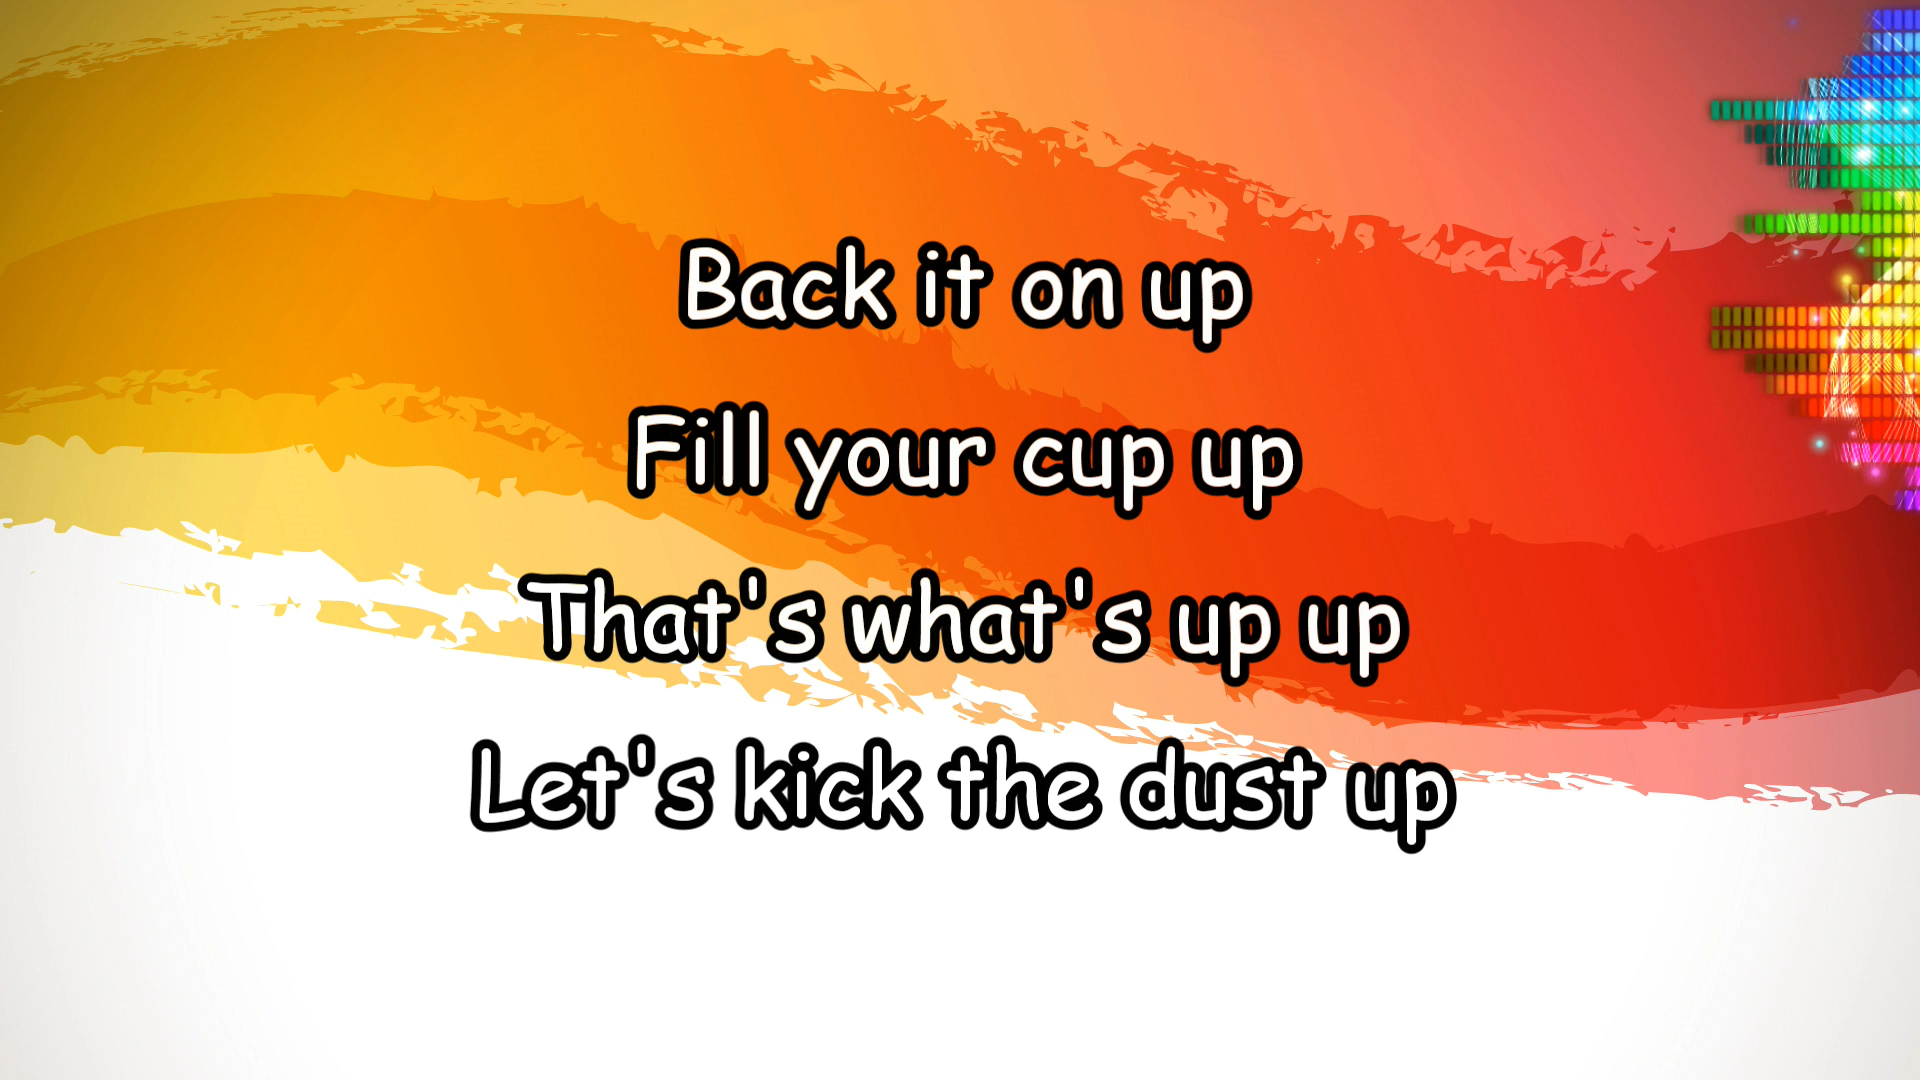 Back it on up
Fill your cup up
That's what's up up
Let's kick the dust up